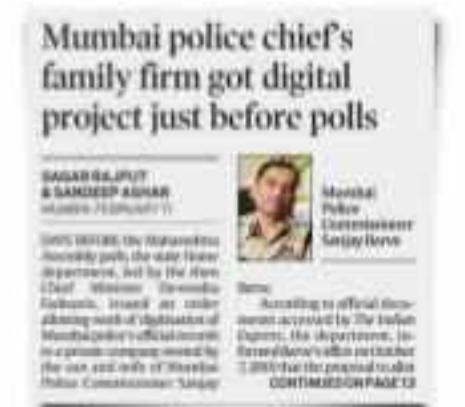 Mumbai police chief's
family firm got digital
project just before polls
SAGAR RAJPUT
& SANDEEP ASHAR
MUMBAI, FEBRUARY
Mumbai
Police
Commissioner
Sanjay Barve
DAYS BEFORE the Maharashtra
Assembly polls, the state Home
department, led by the then
Chief Minister Devendra
Fadnavis, issued an order
allotting work of digitisation of
Mumbai police's official records
to a private company owned by
the son and wife of Mumbai
Police Commissioner Sanjay
Barve.
According to official docu-
ments accessed by The Indian
Express, the department, in-
formed Barve's office on October
that the proposal to allot
CONTINUED ON PAGE 12